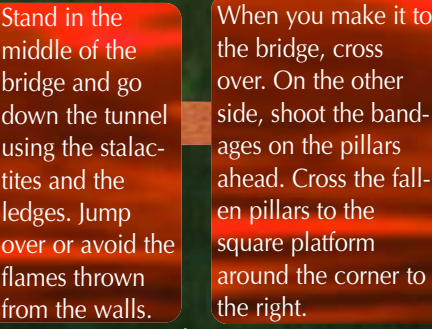 Stand in the
middle of the
bridge and go
down the tunnel
using the stalac-
tites and the
ledges. Jump
over or avoid the
flames thrown
from the walls.
When you make it to
the bridge, cross
over. On the other
side, shoot the band-
ages on the pillars
ahead. Cross the fall-
en pillars to the
square platform
around the corner to
the right.